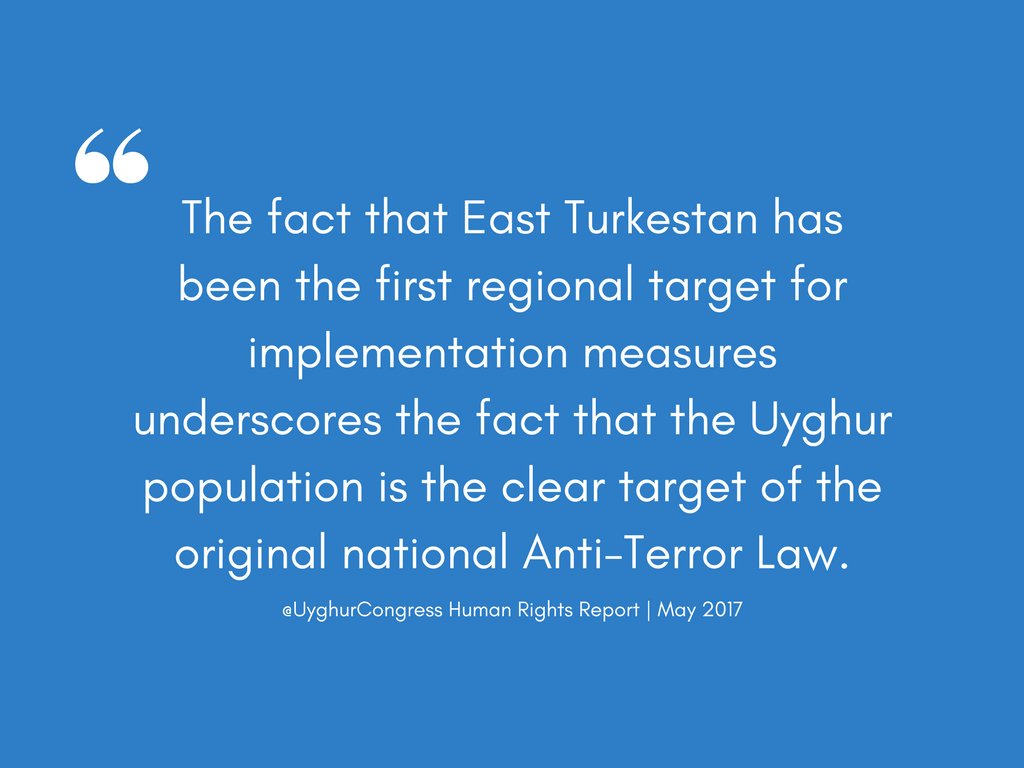 “
The fact that East Turkestan has
been the first regional target for
implementation measures
underscores the fact that the Uyghur
population is the clear target of the
original national Anti-Terror Law.
@UyghurCongress Human Rights Report | May 2017